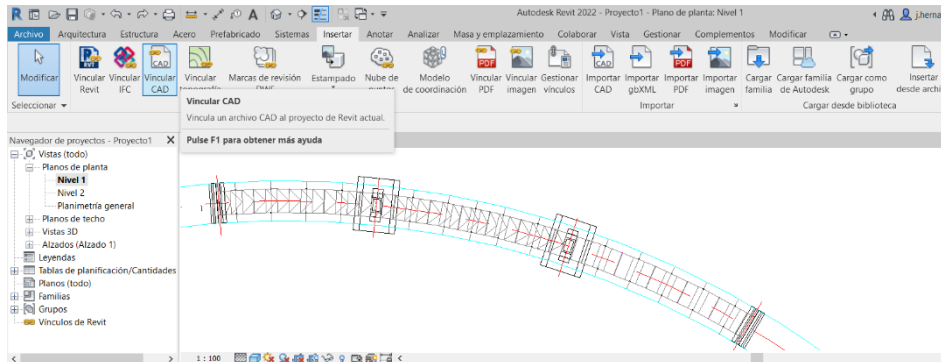 Autodesk Revit 2022 - Proyecto1 - Plano de planta: Nivel 1
j.herna
Archivo Arquitectura Estructura Acero Prefabricado Sistemas Insertar Anotar Analizar Masa y emplazamiento Colaborar Vista Gestionar Complementos Modificar
Modificar
Vincular Revit
Vincular IFC
Vincular CAD
Vincular
Marcas de revisión
Estampado
Nube de
Modelo de coordinación
Vincular PDF
Vincular imagen
Gestionar vínculos
Importar CAD
Importar gbXML
Importar PDF
Importar imagen
Cargar familia
Cargar familia de Autodesk
Cargar como grupo
Insertar desde archi
Seleccionar
Importar
Cargar desde biblioteca
Vincular CAD
Vincula un archivo CAD al proyecto de Revit actual.
Pulse F1 para obtener más ayuda
Navegador de proyectos - Proyecto1
Vistas (todo)
Planos de planta
Nivel 1
Nivel 2
Planimetría general
Planos de techo
Vistas 3D
Alzados (Alzado 1)
Leyendas
Tablas de planificación/Cantidades
Planos (todo)
Familias
Grupos
Vínculos de Revit
1 : 100